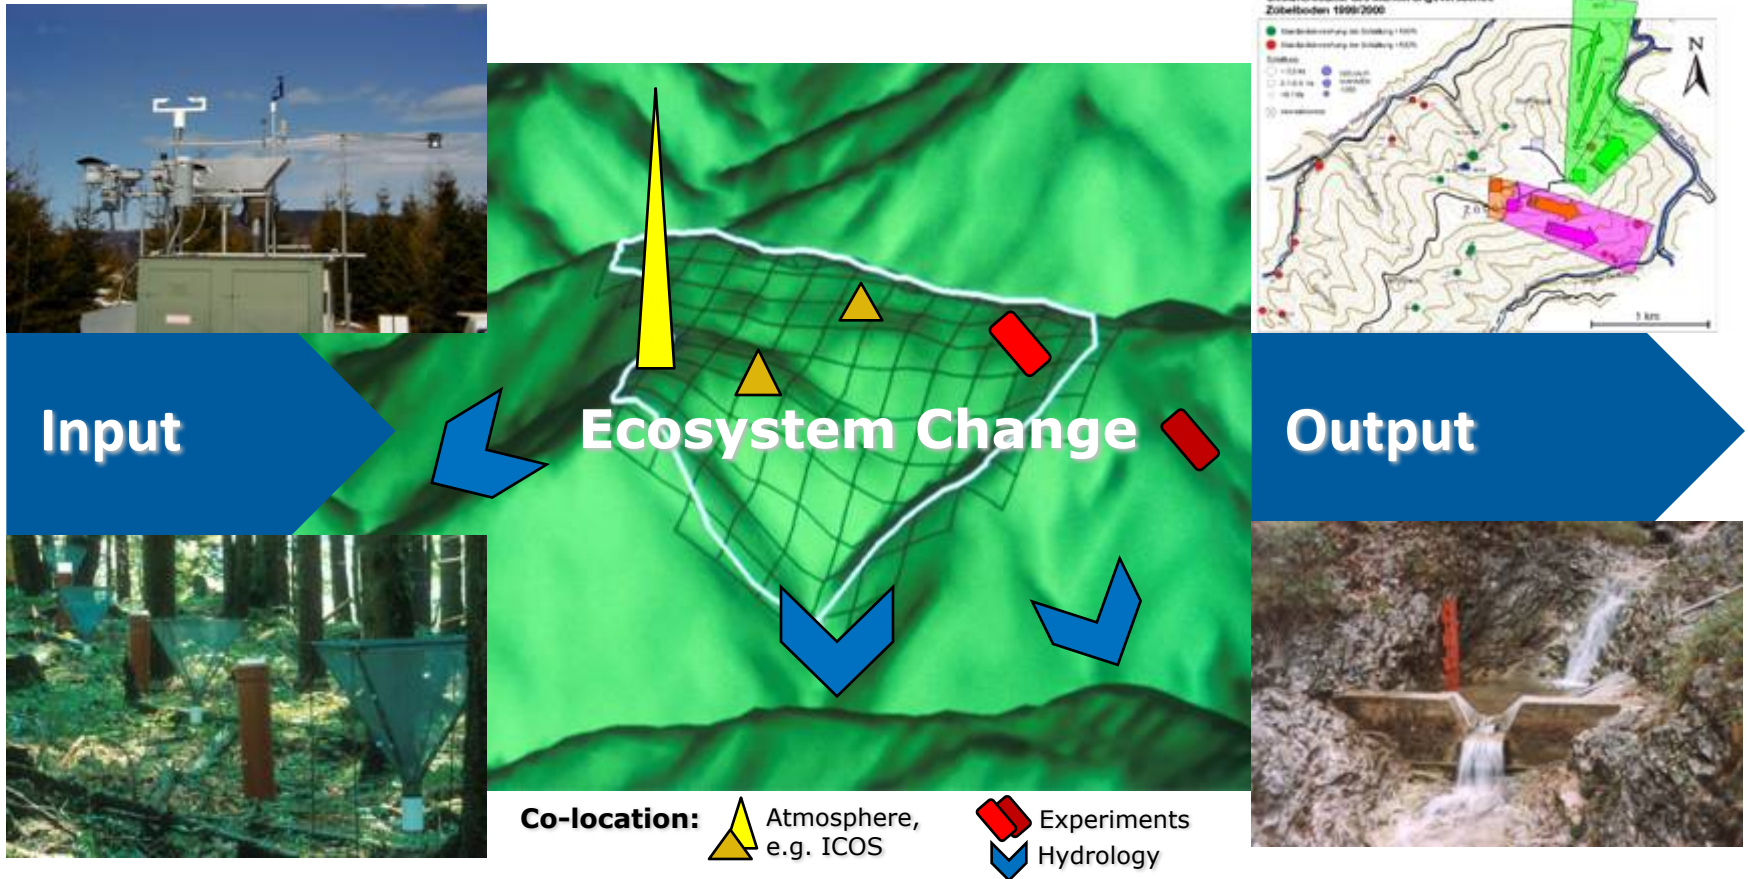 Zöbelboden 1999/2000
N
1 km
Input
Ecosystem Change
Output
Co-location:
Atmosphere,
e.g. ICOS
Experiments
Hydrology